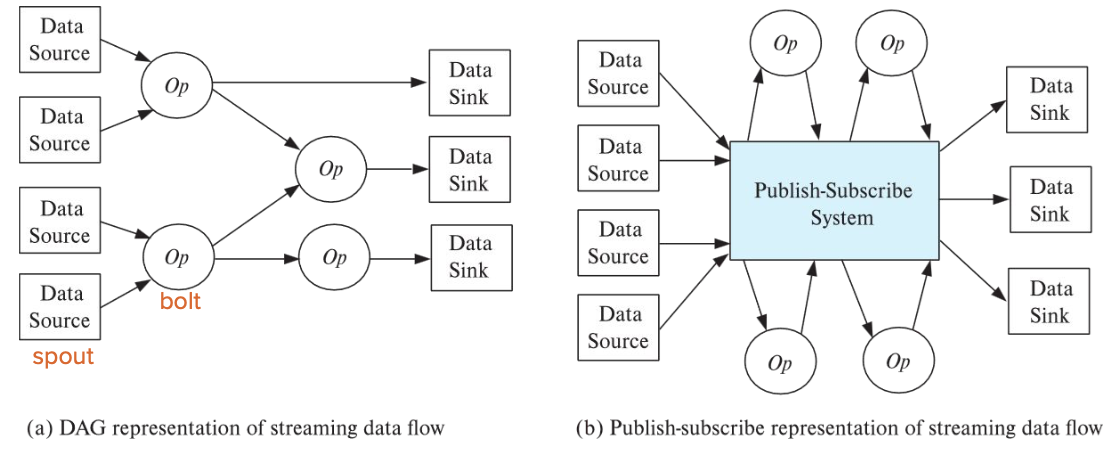 Data
Source
Data
Source
Data
Source
Data
Source
spout
Op
Op
bolt
Op
Op
Data
Sink
Data
Sink
Data
Sink
(a) DAG representation of streaming data flow
Data
Source
Data
Source
Data
Source
Data
Source
Op
Op
Publish-Subscribe
System
Op
Op
Data
Sink
Data
Sink
Data
Sink
(b) Publish-subscribe representation of streaming data flow